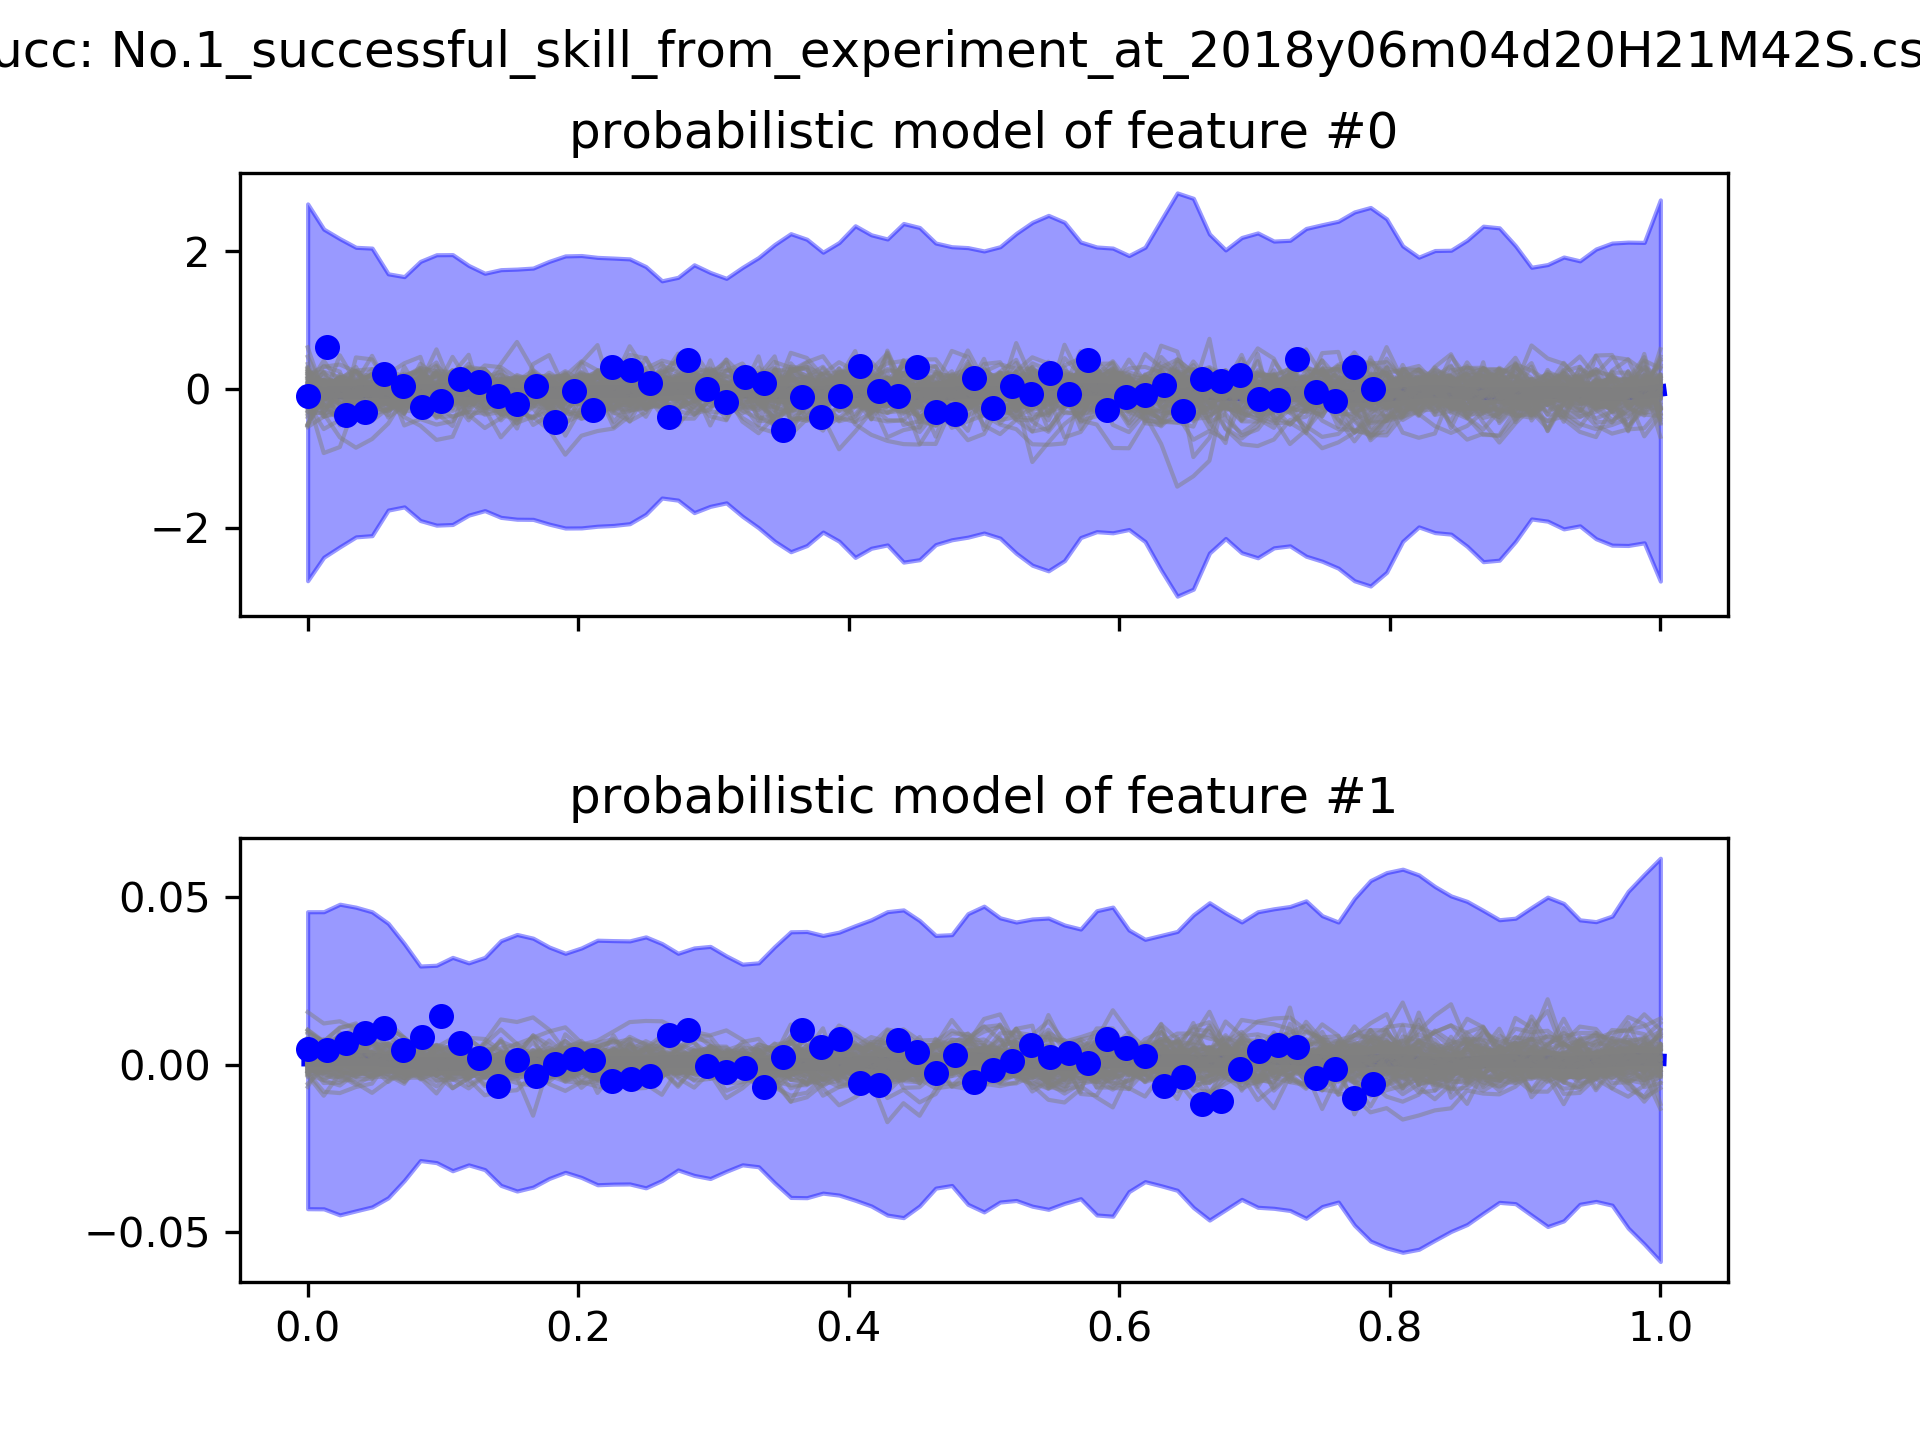 ucc: No.1_successful_skill_from_experiment_at_2018y06m04d20H21M42S.cs
probabilistic model of feature #0
2
0
−2
probabilistic model of feature #1
0.05
0.00
−0.05
0.0 0.2 0.4 0.6 0.8 1.0